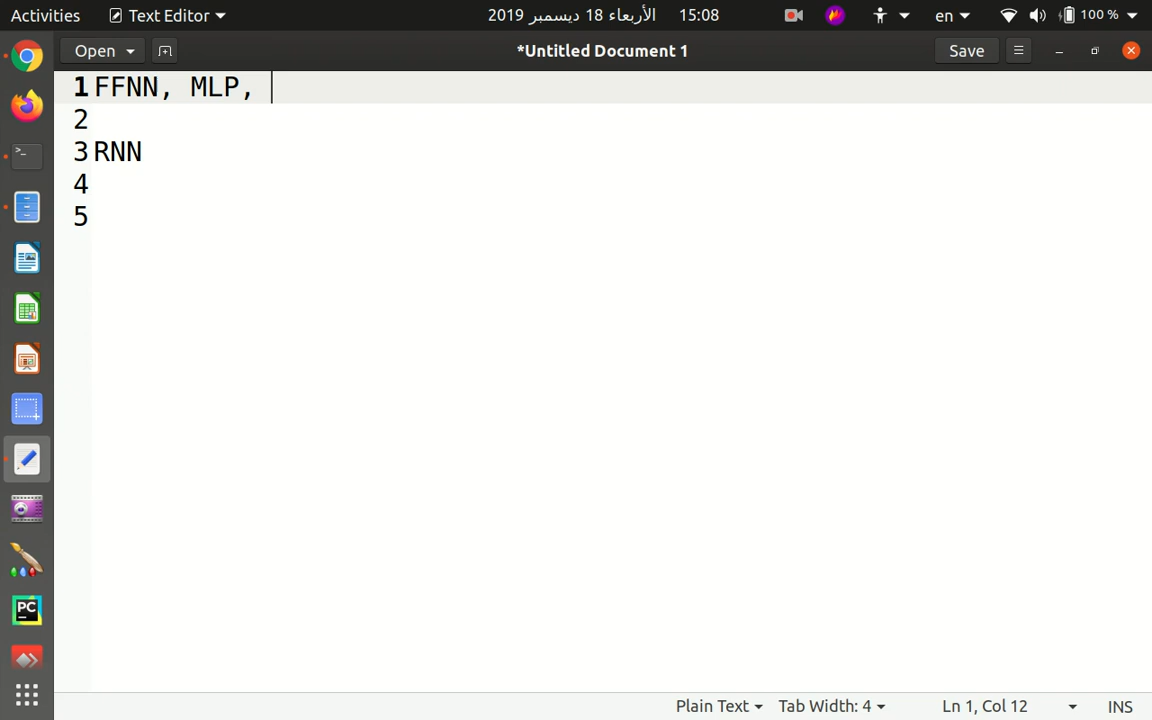 Activities Text Editor الأربعاء 18 ديسمبر 2019 15:08 en 100 %
Open *Untitled Document 1 Save
1 FFNN, MLP,
2
3 RNN
4
5
PC
Plain Text Tab Width: 4 Ln 1, Col 12 INS